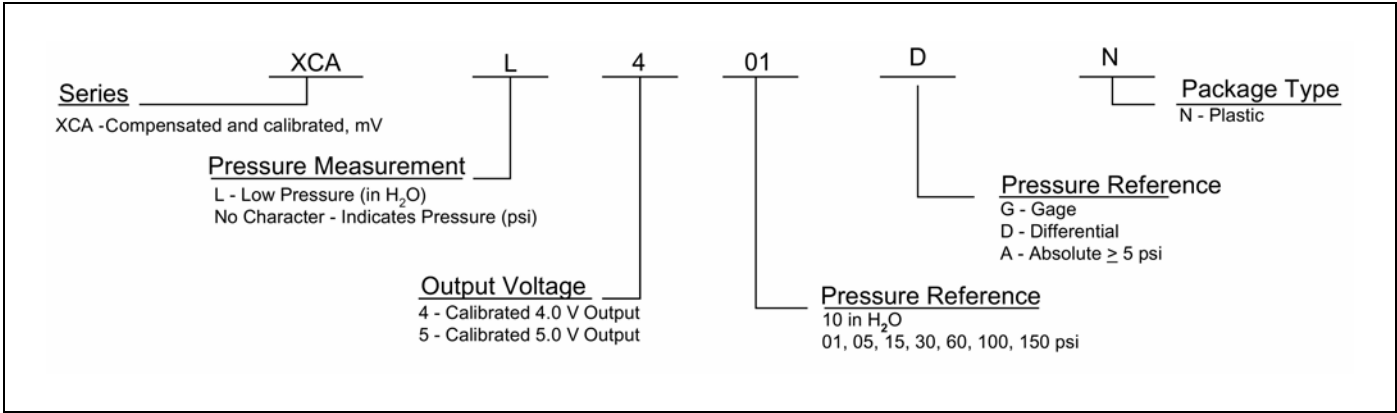 XCA L 4 01 D N
Series
XCA -Compensated and calibrated, mV
Package Type
N - Plastic
Pressure Measurement
L - Low Pressure (in H₂O)
No Character - Indicates Pressure (psi)
Pressure Reference
G - Gage
D - Differential
A - Absolute ≥ 5 psi
Output Voltage
4 - Calibrated 4.0 V Output
5 - Calibrated 5.0 V Output
Pressure Reference
10 in H₂O
01, 05, 15, 30, 60, 100, 150 psi